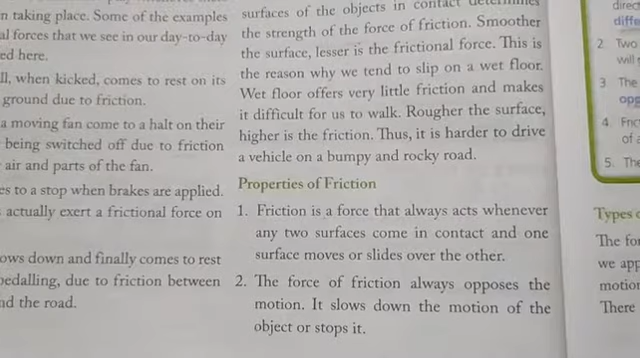 n taking place. Some of the examples
al forces that we see in our day-to-day
ed here.
ll, when kicked, comes to rest on its
ground due to friction.
a moving fan come to a halt on their
being switched off due to friction
air and parts of the fan.
es to a stop when brakes are applied.
actually exert a frictional force on
ows down and finally comes to rest
pedalling, due to friction between
nd the road.
surfaces of the objects in contact determines
the strength of the force of friction. Smoother
the surface, lesser is the frictional force. This is
the reason why we tend to slip on a wet floor.
Wet floor offers very little friction and makes
it difficult for us to walk. Rougher the surface,
higher is the friction. Thus, it is harder to drive
a vehicle on a bumpy and rocky road.
Properties of Friction
1. Friction is a force that always acts whenever
any two surfaces come in contact and one
surface moves or slides over the other.
2. The force of friction always opposes the
motion. It slows down the motion of the
object or stops it.
direc
diffe
2 Two
will
3 The
opp
4. Fric
of
5. The
Types o
The for
we app
motion
There